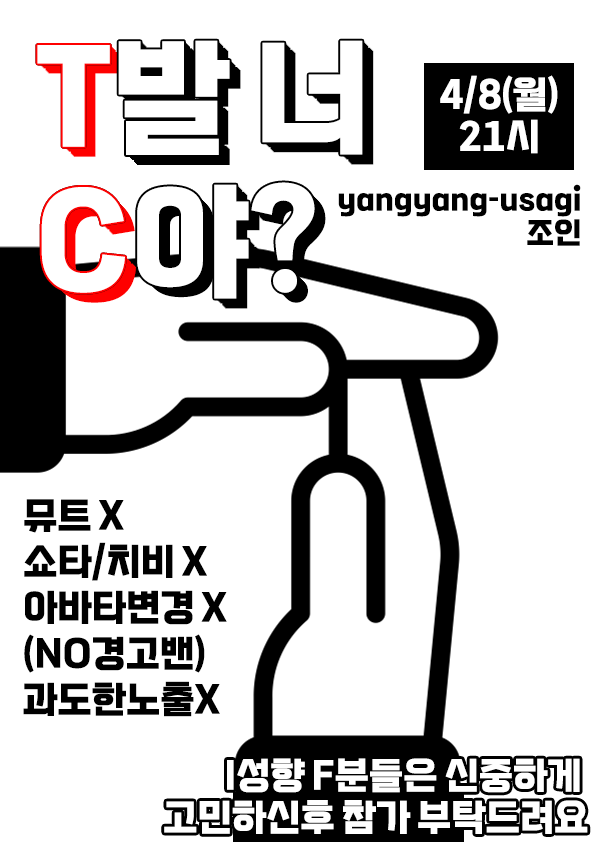 T발 너
C야?
4/8(월)
21시
yangyang-usagi
조인
뮤트 X
쇼타/치비 X
아바타변경 X
(NO경고밴)
과도한노출X
I성향 F분들은 신중하게
고민하신후 참가 부탁드려요